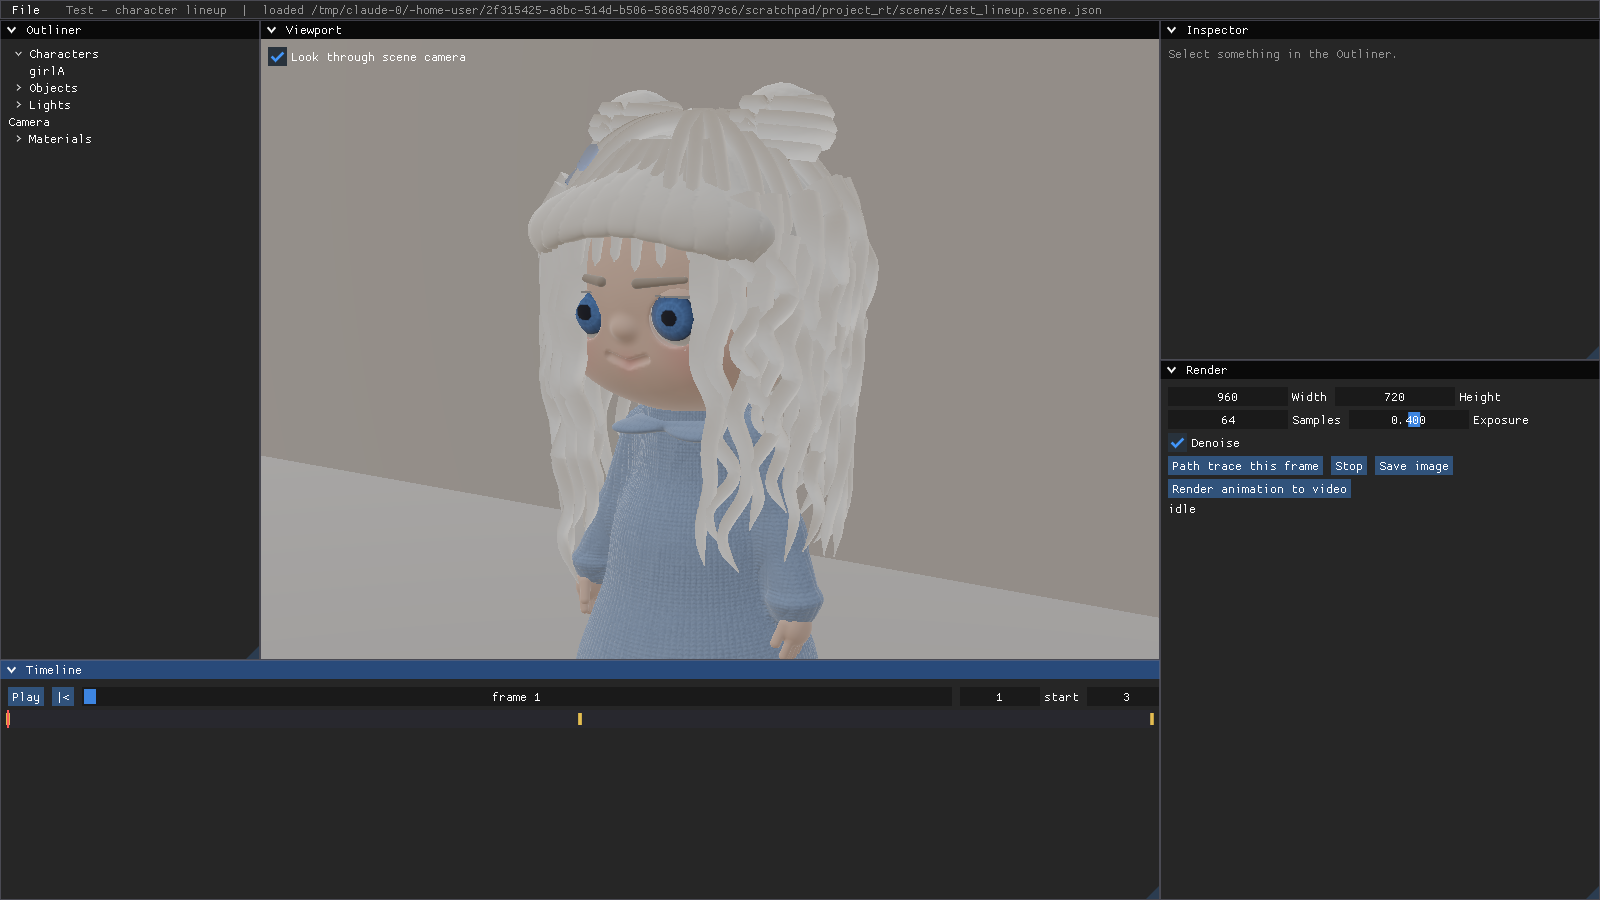 File Test - character lineup | loaded /tmp/claude-0/-home-user/2f315425-a8bc-514d-b506-5868548079c6/scratchpad/project_rt/scenes/test_lineup.scene.json
Outliner
Characters
girlA
Objects
Lights
Camera
Materials
Viewport
Look through scene camera
Inspector
Select something in the Outliner.
Render
960 Width 720 Height
64 Samples 0.400 Exposure
Denoise
Path trace this frame Stop Save image
Render animation to video
idle
Timeline
Play |< frame 1 1 start 3